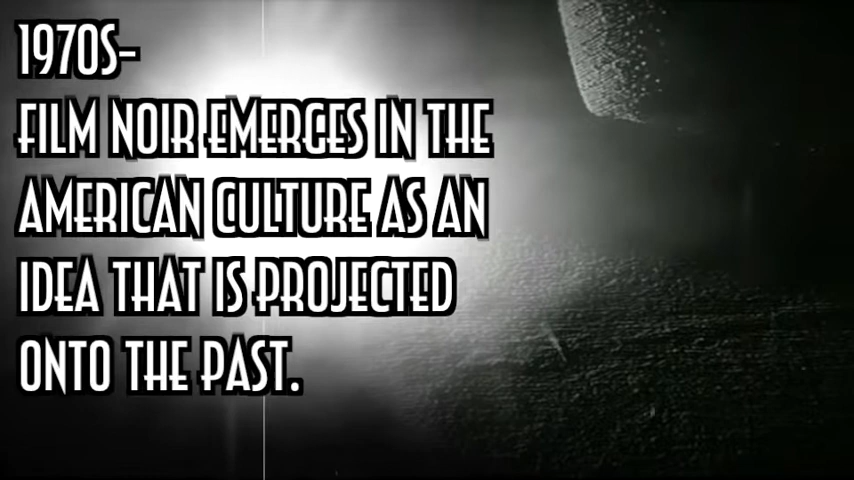 1970S-
FILM NOIR EMERGES IN THE
AMERICAN CULTURE AS AN
IDEA THAT IS PROJECTED
ONTO THE PAST.